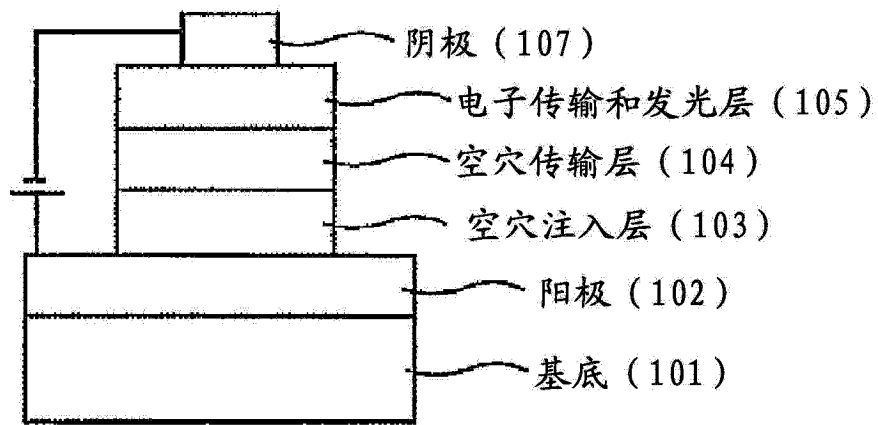 阴极(107)
电子传输和发光层(105)
空穴传输层(104)
空穴注入层(103)
阳极(102)
基底(101)